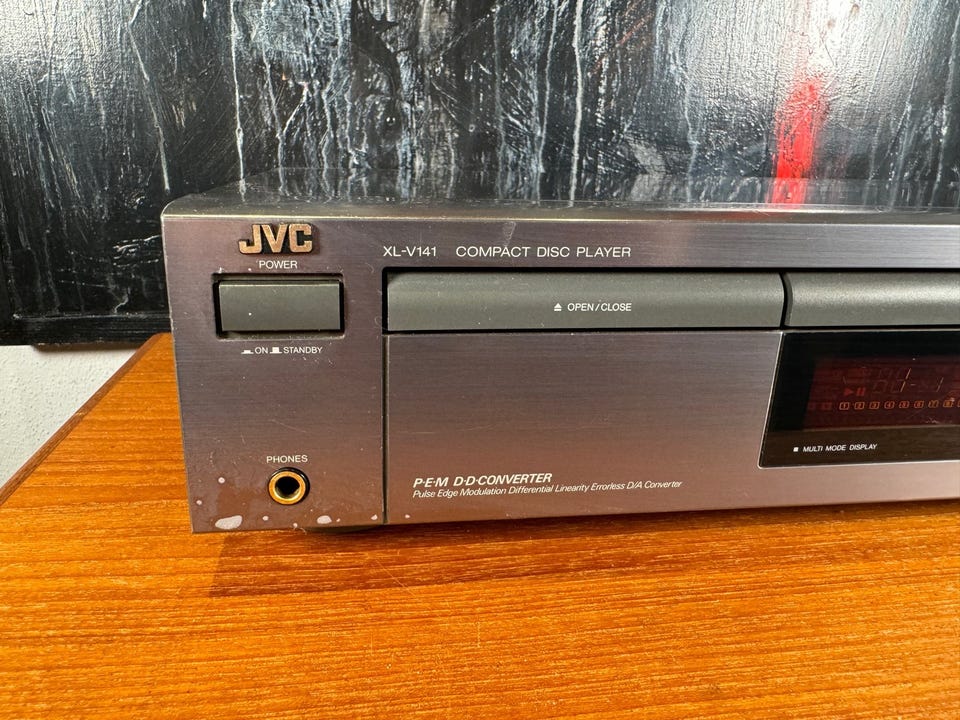 JVC
POWER
XL-V141 COMPACT DISC PLAYER
⏏ OPEN/CLOSE
ON STANDBY
MULTI MODE DISPLAY
PHONES
P·E·M D·D·CONVERTER
Pulse Edge Modulation Differential Linearity Errorless D/A Converter